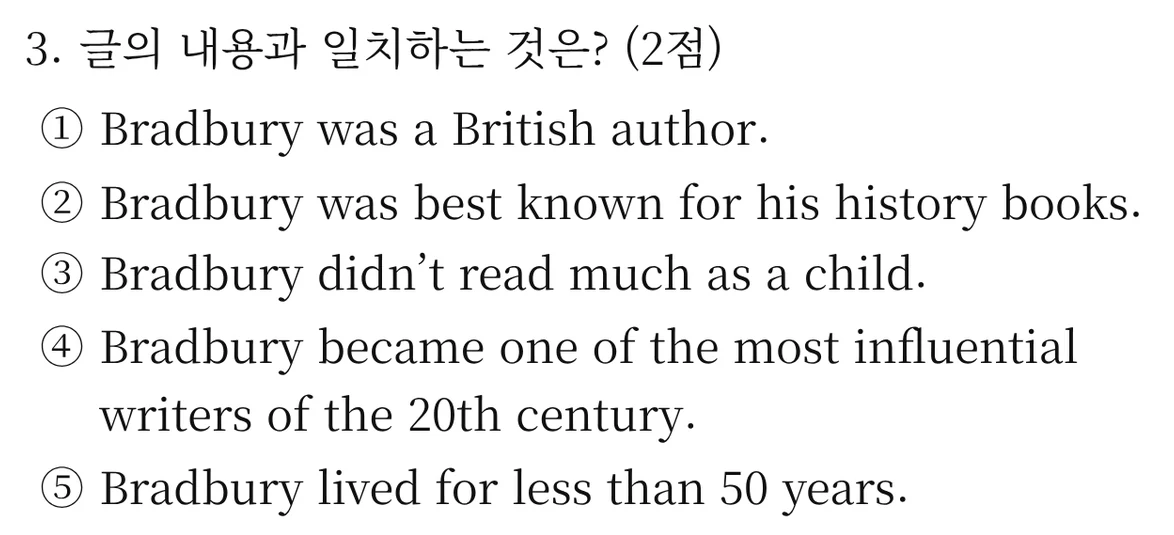 3. 글의 내용과 일치하는 것은? (2점)
① Bradbury was a British author.
② Bradbury was best known for his history books.
③ Bradbury didn’t read much as a child.
④ Bradbury became one of the most influential
writers of the 20th century.
⑤ Bradbury lived for less than 50 years.